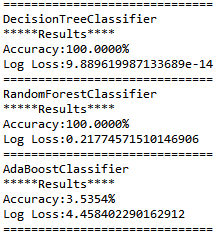 ==============================
DecisionTreeClassifier
*****Results****
Accuracy:100.0000%
Log Loss:9.889619987133689e-14
==============================
RandomForestClassifier
*****Results****
Accuracy:100.0000%
Log Loss:0.21774571510146906
==============================
AdaBoostClassifier
*****Results****
Accuracy:3.5354%
Log Loss:4.458402290162912
==============================